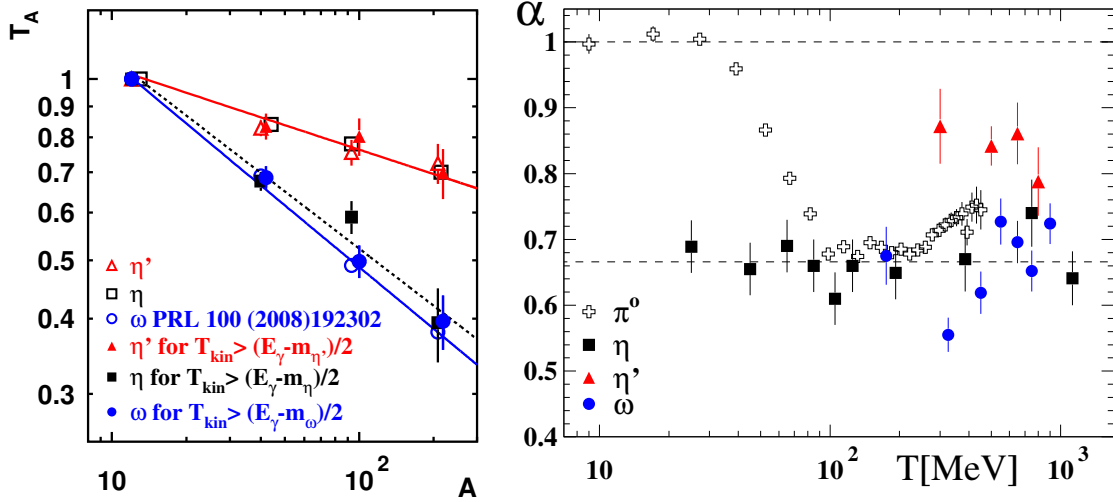 T_A
1
0.9
0.8
0.7
0.6
0.5
0.4
0.3
η'
η
ω PRL 100 (2008)192302
η' for T_kin> (E_γ-m_η')/2
η for T_kin> (E_γ-m_η)/2
ω for T_kin> (E_γ-m_ω)/2
10
10²
A
α
1
0.9
0.8
0.7
0.6
0.5
0.4
π°
η
η'
ω
10
10²
T[MeV]
10³